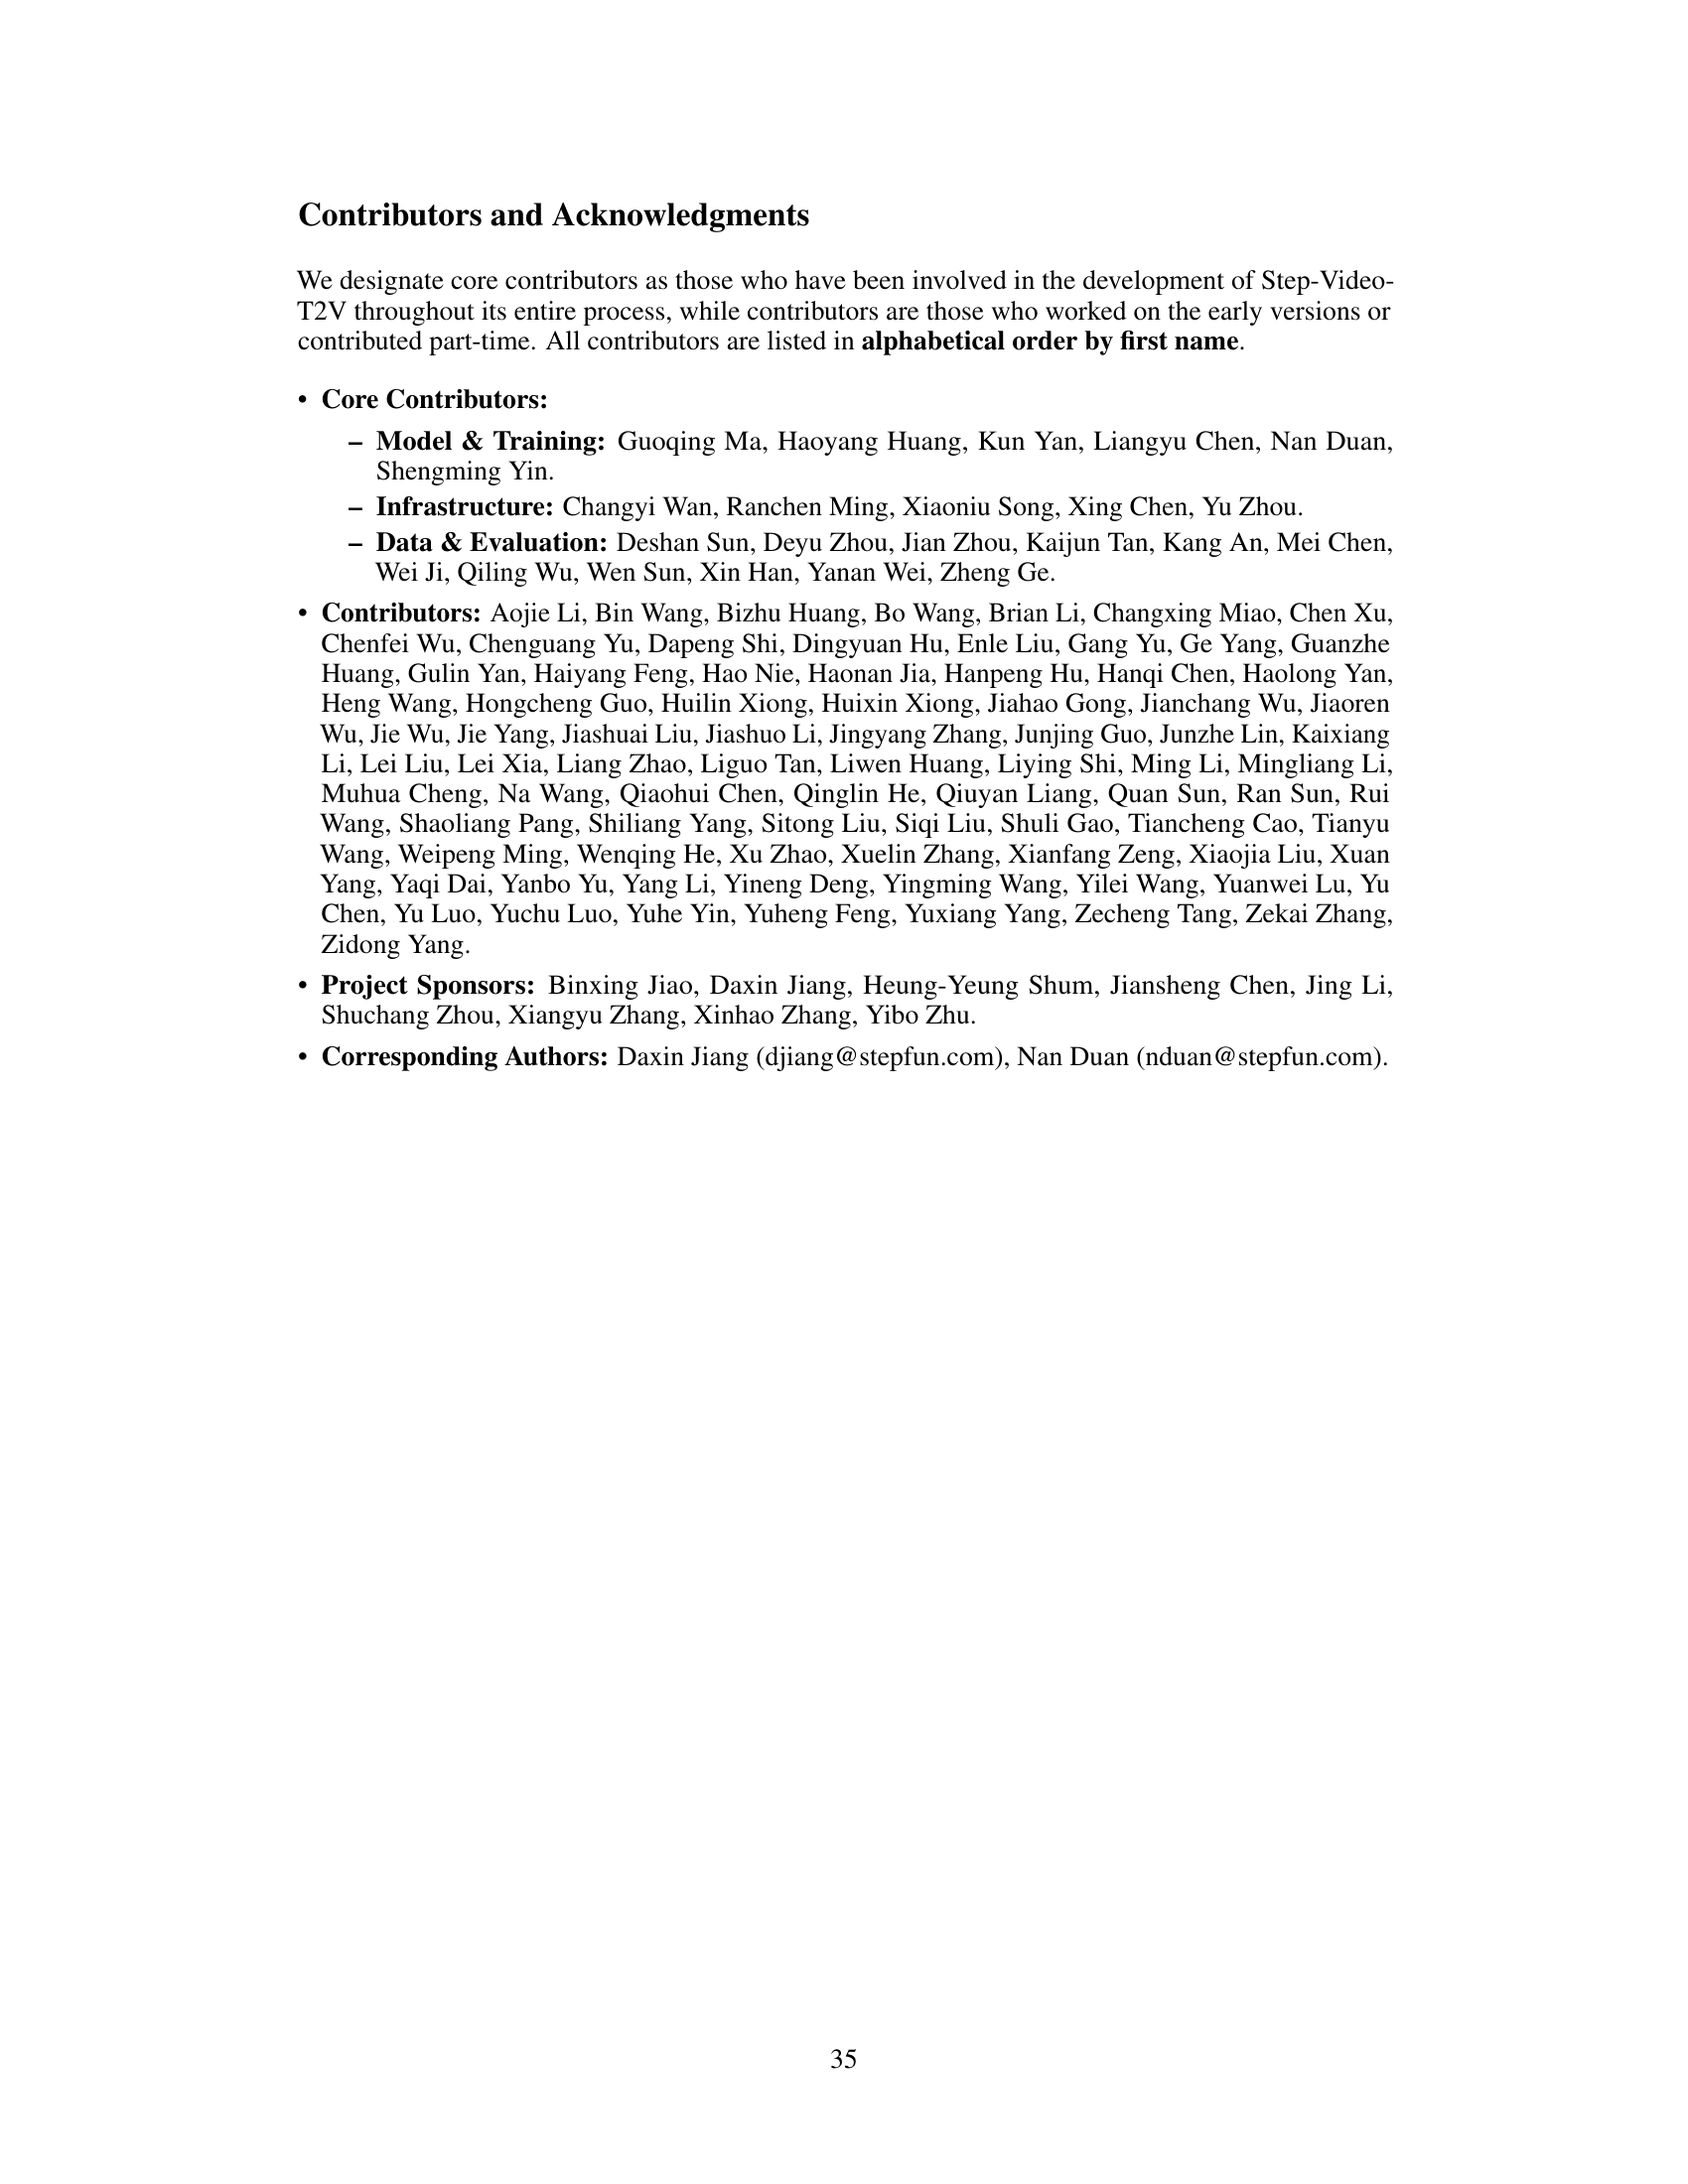 Contributors and Acknowledgments
We designate core contributors as those who have been involved in the development of Step-Video-
T2V throughout its entire process, while contributors are those who worked on the early versions or
contributed part-time. All contributors are listed in alphabetical order by first name.
• Core Contributors:
– Model & Training: Guoqing Ma, Haoyang Huang, Kun Yan, Liangyu Chen, Nan Duan,
Shengming Yin.
– Infrastructure: Changyi Wan, Ranchen Ming, Xiaoniu Song, Xing Chen, Yu Zhou.
– Data & Evaluation: Deshan Sun, Deyu Zhou, Jian Zhou, Kaijun Tan, Kang An, Mei Chen,
Wei Ji, Qiling Wu, Wen Sun, Xin Han, Yanan Wei, Zheng Ge.
• Contributors: Aojie Li, Bin Wang, Bizhu Huang, Bo Wang, Brian Li, Changxing Miao, Chen Xu,
Chenfei Wu, Chenguang Yu, Dapeng Shi, Dingyuan Hu, Enle Liu, Gang Yu, Ge Yang, Guanzhe
Huang, Gulin Yan, Haiyang Feng, Hao Nie, Haonan Jia, Hanpeng Hu, Hanqi Chen, Haolong Yan,
Heng Wang, Hongcheng Guo, Huilin Xiong, Huixin Xiong, Jiahao Gong, Jianchang Wu, Jiaoren
Wu, Jie Wu, Jie Yang, Jiashuai Liu, Jiashuo Li, Jingyang Zhang, Junjing Guo, Junzhe Lin, Kaixiang
Li, Lei Liu, Lei Xia, Liang Zhao, Liguo Tan, Liwen Huang, Liying Shi, Ming Li, Mingliang Li,
Muhua Cheng, Na Wang, Qiaohui Chen, Qinglin He, Qiuyan Liang, Quan Sun, Ran Sun, Rui
Wang, Shaoliang Pang, Shiliang Yang, Sitong Liu, Siqi Liu, Shuli Gao, Tiancheng Cao, Tianyu
Wang, Weipeng Ming, Wenqing He, Xu Zhao, Xuelin Zhang, Xianfang Zeng, Xiaojia Liu, Xuan
Yang, Yaqi Dai, Yanbo Yu, Yang Li, Yineng Deng, Yingming Wang, Yilei Wang, Yuanwei Lu, Yu
Chen, Yu Luo, Yuchu Luo, Yuhe Yin, Yuheng Feng, Yuxiang Yang, Zecheng Tang, Zekai Zhang,
Zidong Yang.
• Project Sponsors: Binxing Jiao, Daxin Jiang, Heung-Yeung Shum, Jiansheng Chen, Jing Li,
Shuchang Zhou, Xiangyu Zhang, Xinhao Zhang, Yibo Zhu.
• Corresponding Authors: Daxin Jiang (djiang@stepfun.com), Nan Duan (nduan@stepfun.com).
35